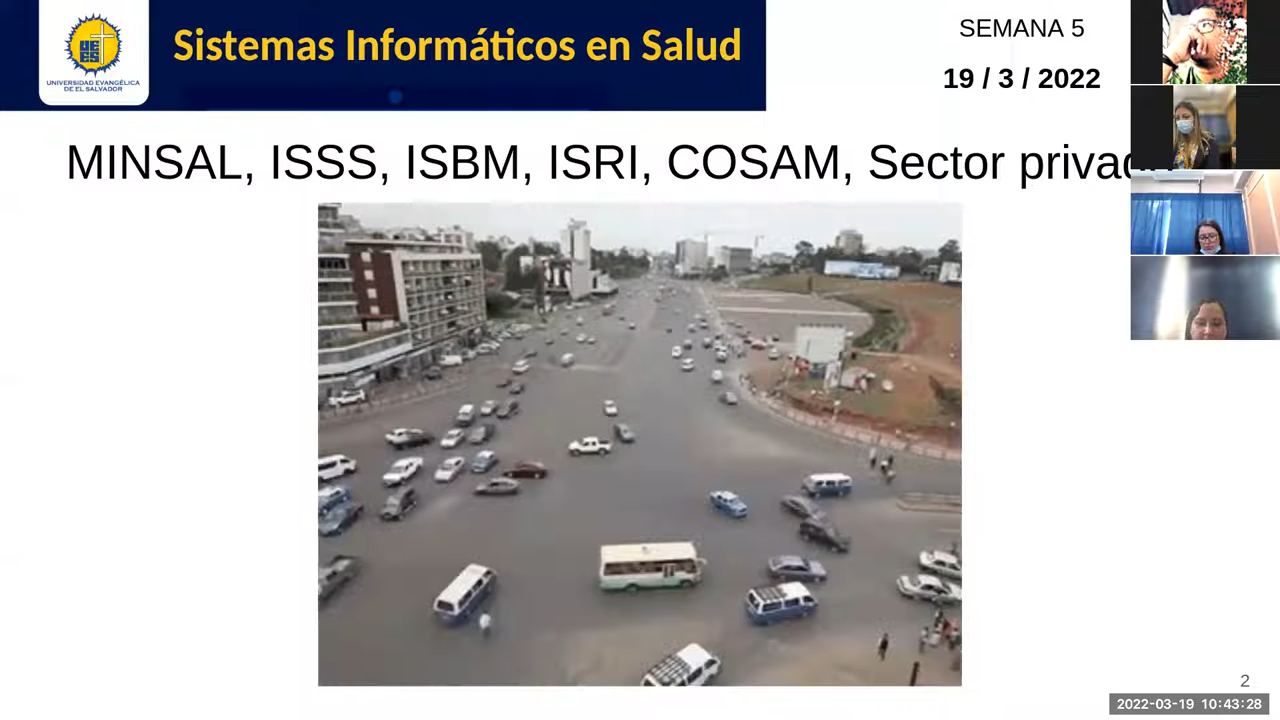 Sistemas Informáticos en Salud
UNIVERSIDAD EVANGÉLICA
DE EL SALVADOR
SEMANA 5
19 / 3 / 2022
MINSAL, ISSS, ISBM, ISRI, COSAM, Sector privado
2
2022-03-19 10:43:28